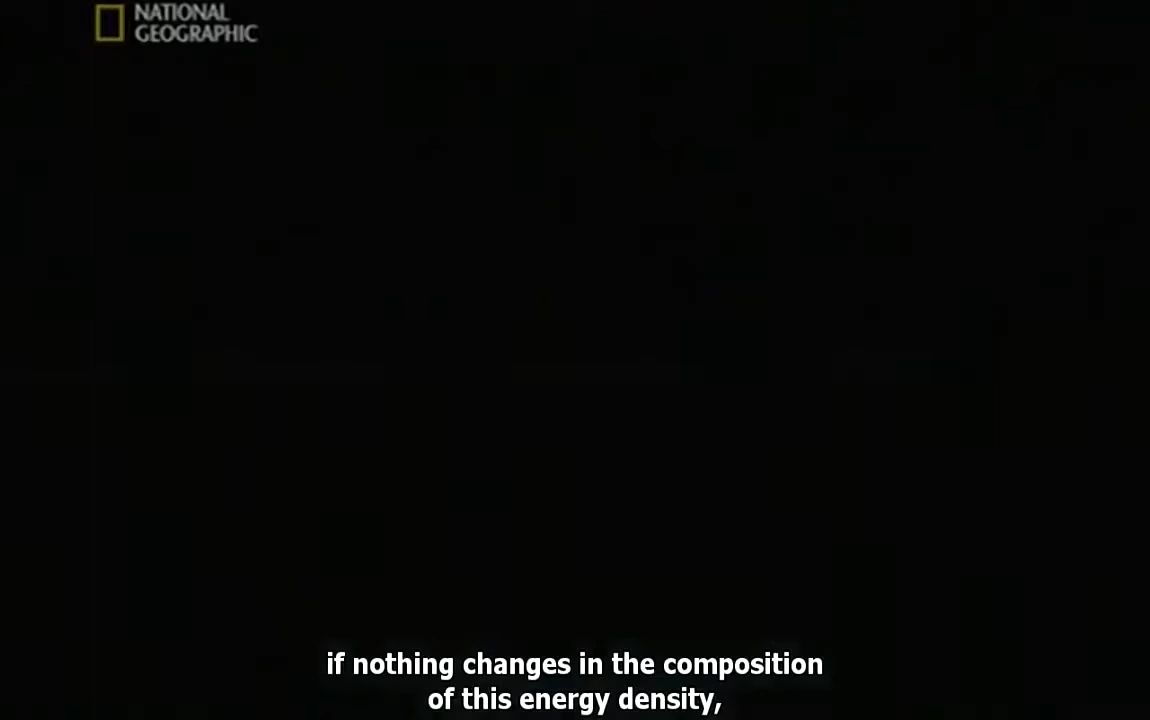 NATIONAL
GEOGRAPHIC
if nothing changes in the composition
of this energy density,